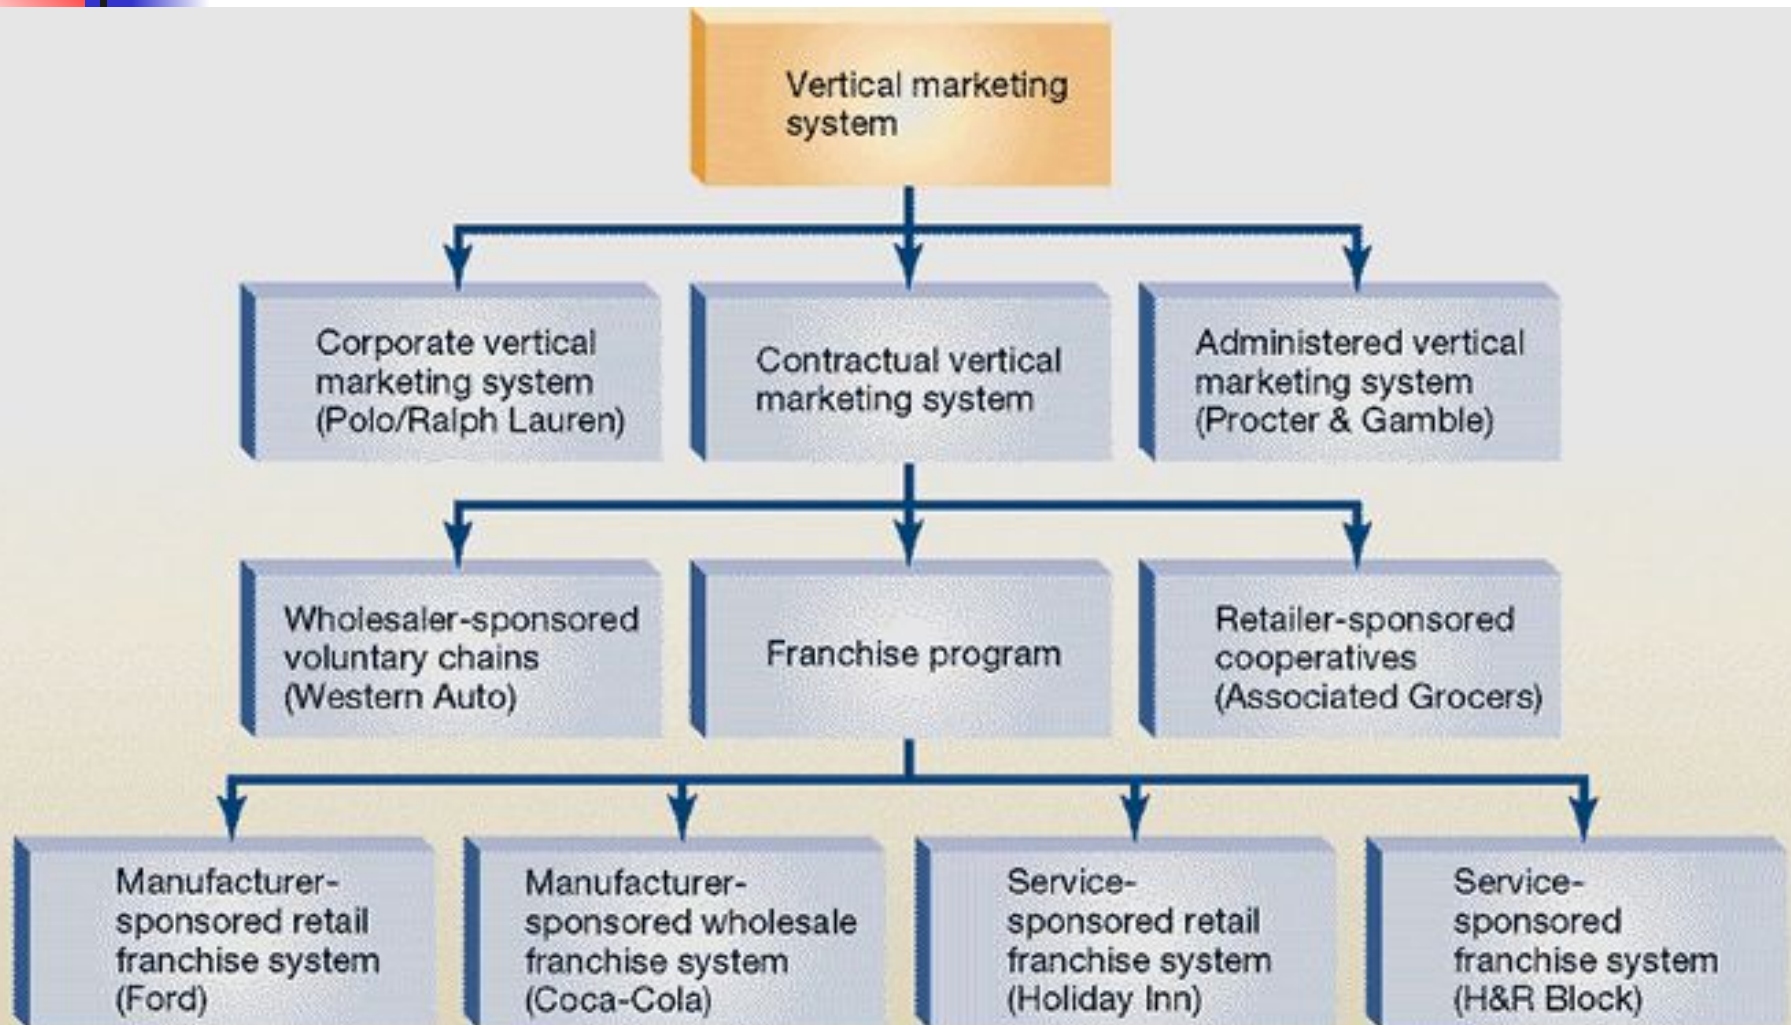 Vertical marketing
system
Corporate vertical
marketing system
(Polo/Ralph Lauren)
Contractual vertical
marketing system
Administered vertical
marketing system
(Procter & Gamble)
Wholesaler-sponsored
voluntary chains
(Western Auto)
Franchise program
Retailer-sponsored
cooperatives
(Associated Grocers)
Manufacturer-
sponsored retail
franchise system
(Ford)
Manufacturer-
sponsored wholesale
franchise system
(Coca-Cola)
Service-
sponsored retail
franchise system
(Holiday Inn)
Service-
sponsored
franchise system
(H&R Block)